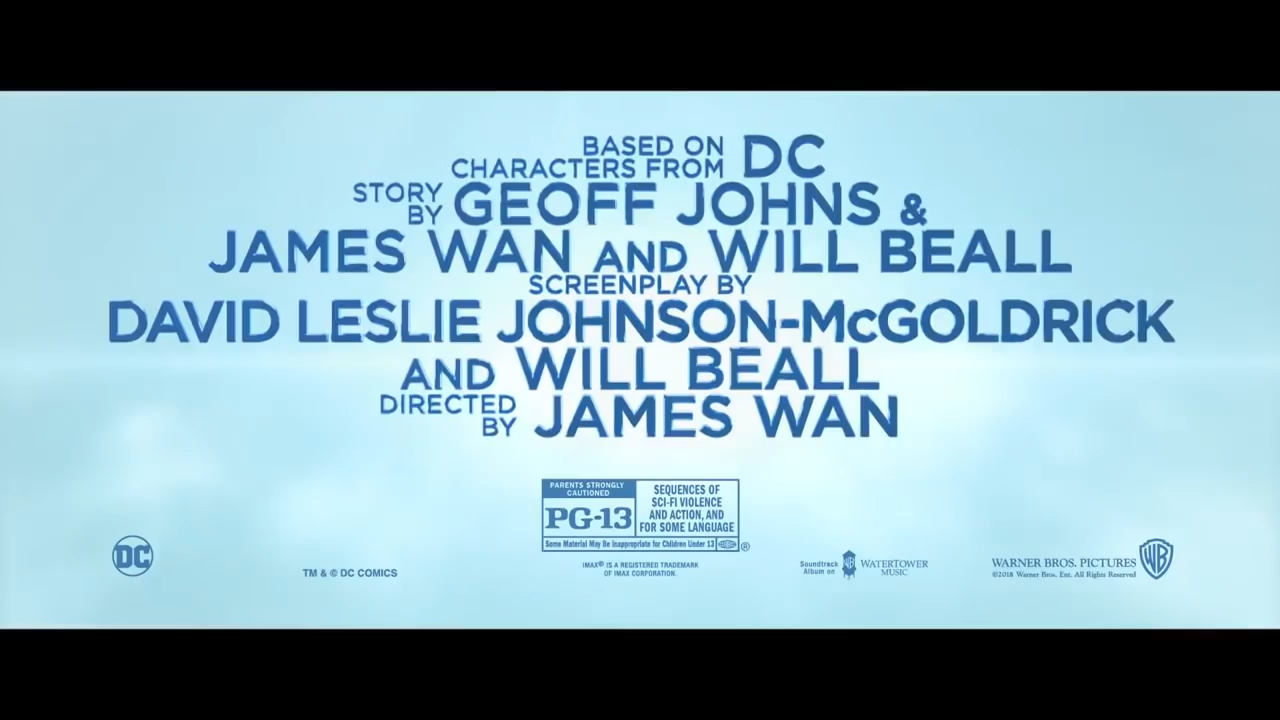 BASED ON
CHARACTERS FROM DC
STORY
BY GEOFF JOHNS &
JAMES WAN AND WILL BEALL
SCREENPLAY BY
DAVID LESLIE JOHNSON-McGOLDRICK
AND WILL BEALL
DIRECTED
BY JAMES WAN
PARENTS STRONGLY
CAUTIONED
PG-13
SEQUENCES OF
SCI-FI VIOLENCE
AND ACTION, AND
FOR SOME LANGUAGE
Some Material May Be Inappropriate for Children Under 13
®
DC
TM & © DC COMICS
IMAX® IS A REGISTERED TRADEMARK
OF IMAX CORPORATION.
Soundtrack
Album on
WATERTOWER
MUSIC
WARNER BROS. PICTURES
©2018 Warner Bros. Ent. All Rights Reserved
WB